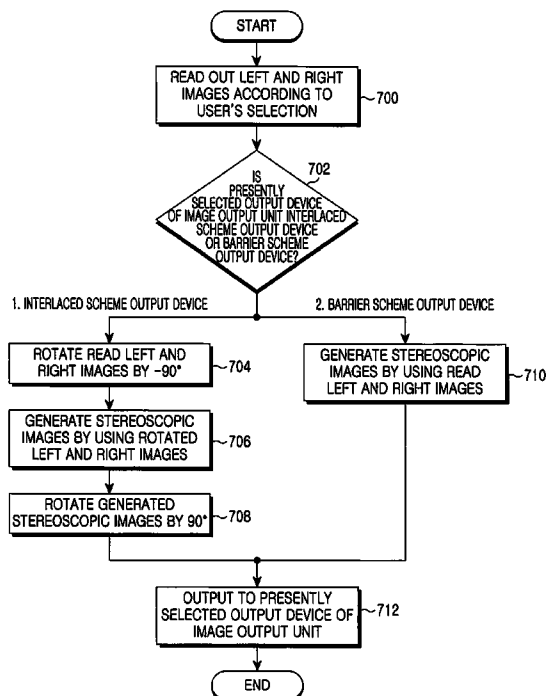 START
READ OUT LEFT AND RIGHT
IMAGES ACCORDING TO
USER'S SELECTION
700
702
IS
PRESENTLY
SELECTED OUTPUT DEVICE
OF IMAGE OUTPUT UNIT INTERLACED
SCHEME OUTPUT DEVICE
OR BARRIER SCHEME
OUTPUT DEVICE?
1. INTERLACED SCHEME OUTPUT DEVICE
2. BARRIER SCHEME OUTPUT DEVICE
ROTATE READ LEFT AND
RIGHT IMAGES BY -90°
704
GENERATE STEREOSCOPIC
IMAGES BY USING READ
LEFT AND RIGHT IMAGES
710
GENERATE STEREOSCOPIC
IMAGES BY USING ROTATED
LEFT AND RIGHT IMAGES
706
ROTATE GENERATED
STEREOSCOPIC IMAGES BY 90°
708
OUTPUT TO PRESENTLY
SELECTED OUTPUT DEVICE OF
IMAGE OUTPUT UNIT
712
END